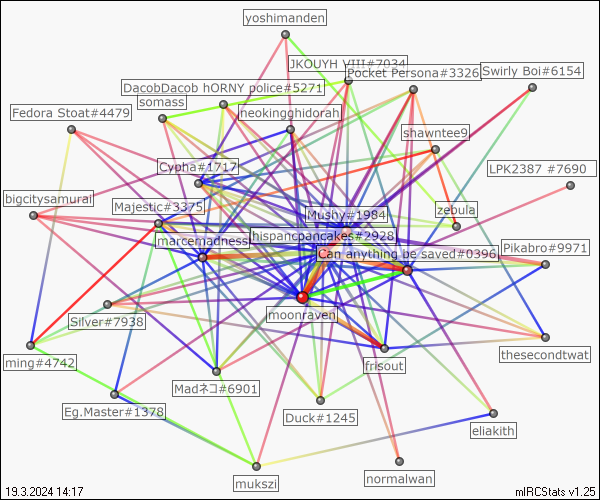 yoshimanden
JKOUYH VIII#7034
Pocket Persona#3326
Swirly Boi#6154
DacobDacob hORNY police#5271
somass
Fedora Stoat#4479
heokingghidorah
shawntee9
Cypha#1717
LPK2387 #7690
bigcitysamurai
Majestic#3375
Mushy#1984
zebula
marcemadness
hispancpancakes#2928
Can anything be saved#0396
Pikabro#9971
moonraven
Silver#7938
ming#4742
frisout
thesecondtwat
Madネコ#6901
Eg.Master#1378
Duck#1245
eliakith
normalwan
mukszi
19.3.2024 14:17
mIRCStats v1.25